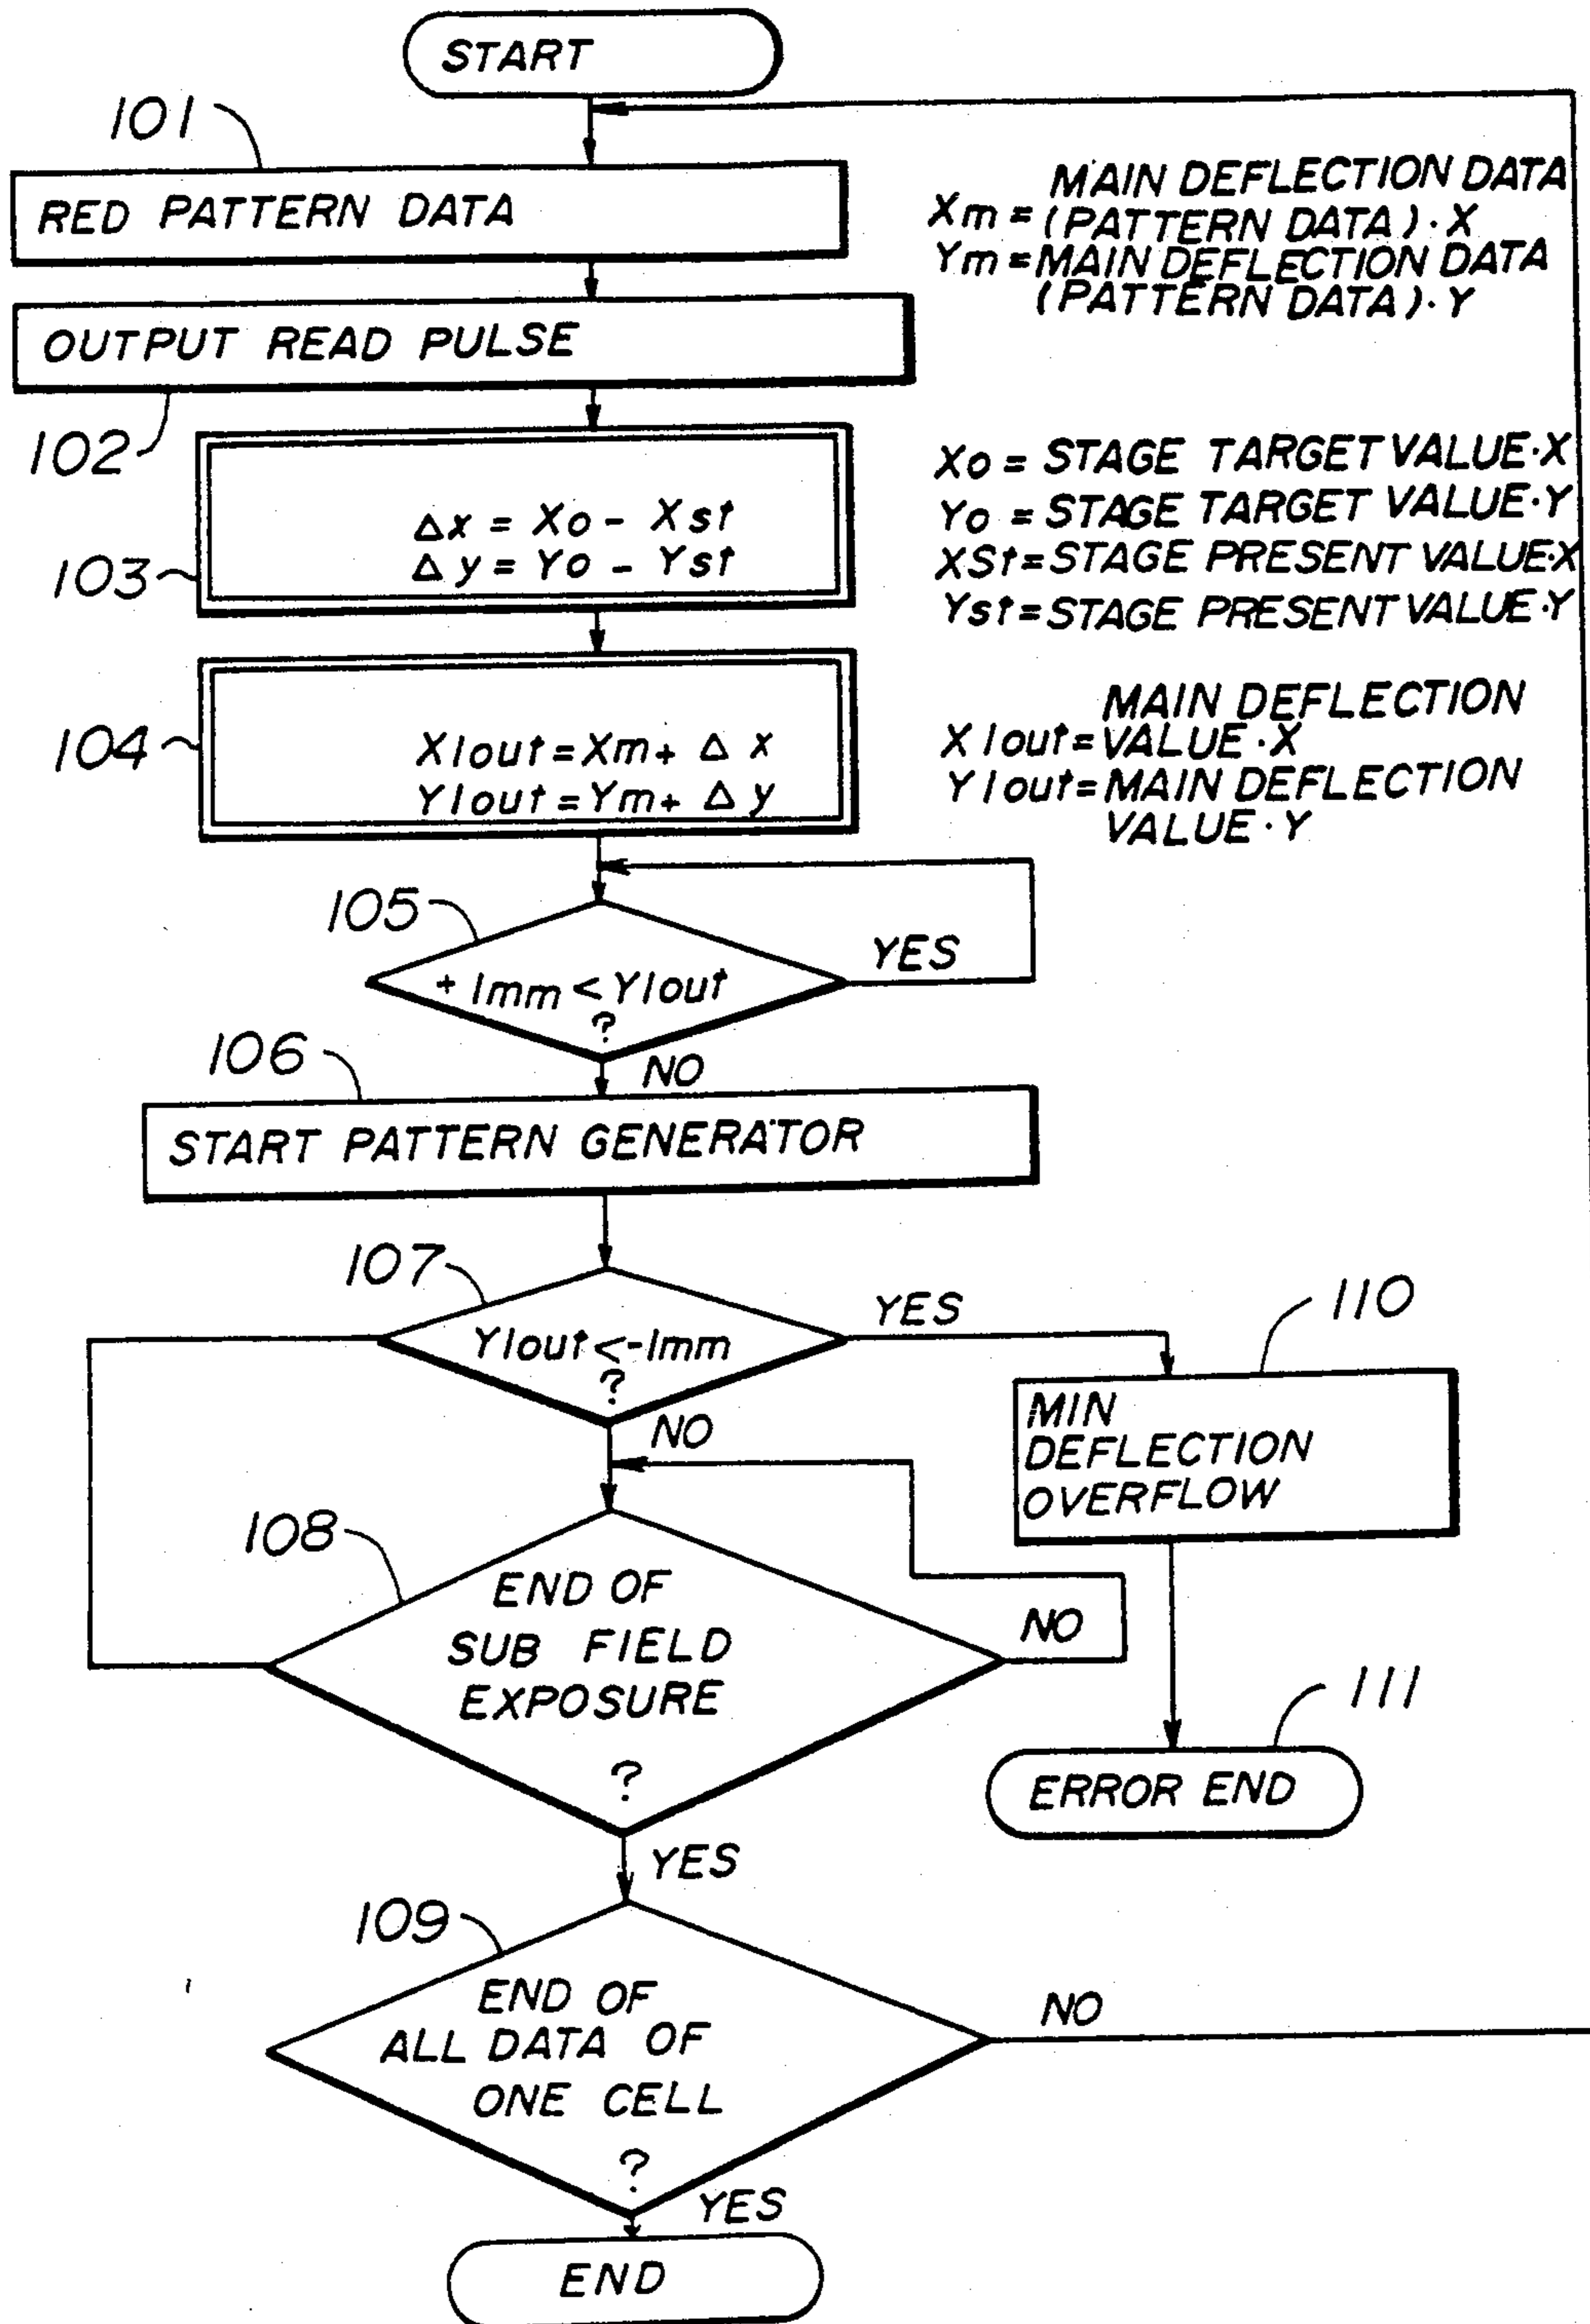 START
101
RED PATTERN DATA
MAIN DEFLECTION DATA
Xm = (PATTERN DATA)·X
Ym = MAIN DEFLECTION DATA
(PATTERN DATA)·Y
OUTPUT READ PULSE
102
103
Δx = Xo - Xst
Δy = Yo - Yst
Xo = STAGE TARGET VALUE·X
Yo = STAGE TARGET VALUE·Y
XSt = STAGE PRESENT VALUE·X
Yst = STAGE PRESENT VALUE·Y
104
X1out = Xm + Δx
Y1out = Ym + Δy
MAIN DEFLECTION
X1out = VALUE·X
Y1out = MAIN DEFLECTION
VALUE·Y
105
+1mm < Y1out
?
YES
NO
106
START PATTERN GENERATOR
107
Y1out < -1mm
?
YES
NO
110
MIN
DEFLECTION
OVERFLOW
108
END OF
SUB FIELD
EXPOSURE
?
NO
YES
111
ERROR END
109
END OF
ALL DATA OF
ONE CELL
?
NO
YES
END